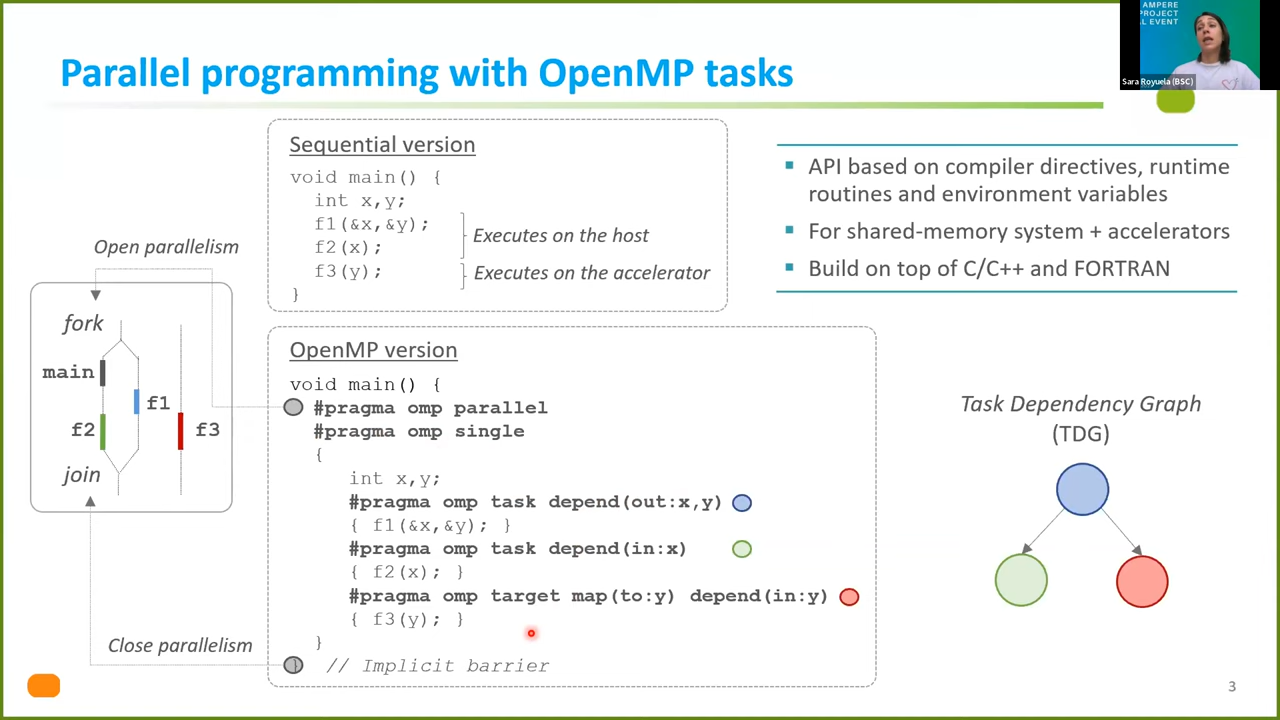 AMPERE
PROJECT
L EVENT
Sara Royuela (BSC)
Parallel programming with OpenMP tasks
Sequential version
void main() {
int x,y;
f1(&x,&y);
f2(x);
f3(y);
}
Executes on the host
Executes on the accelerator
API based on compiler directives, runtime
routines and environment variables
For shared-memory system + accelerators
Build on top of C/C++ and FORTRAN
Open parallelism
fork
main
f1
f2
f3
join
Close parallelism
OpenMP version
void main() {
#pragma omp parallel
#pragma omp single
{
int x,y;
#pragma omp task depend(out:x,y)
{ f1(&x,&y); }
#pragma omp task depend(in:x)
{ f2(x); }
#pragma omp target map(to:y) depend(in:y)
{ f3(y); }
}
} // Implicit barrier
Task Dependency Graph
(TDG)
3